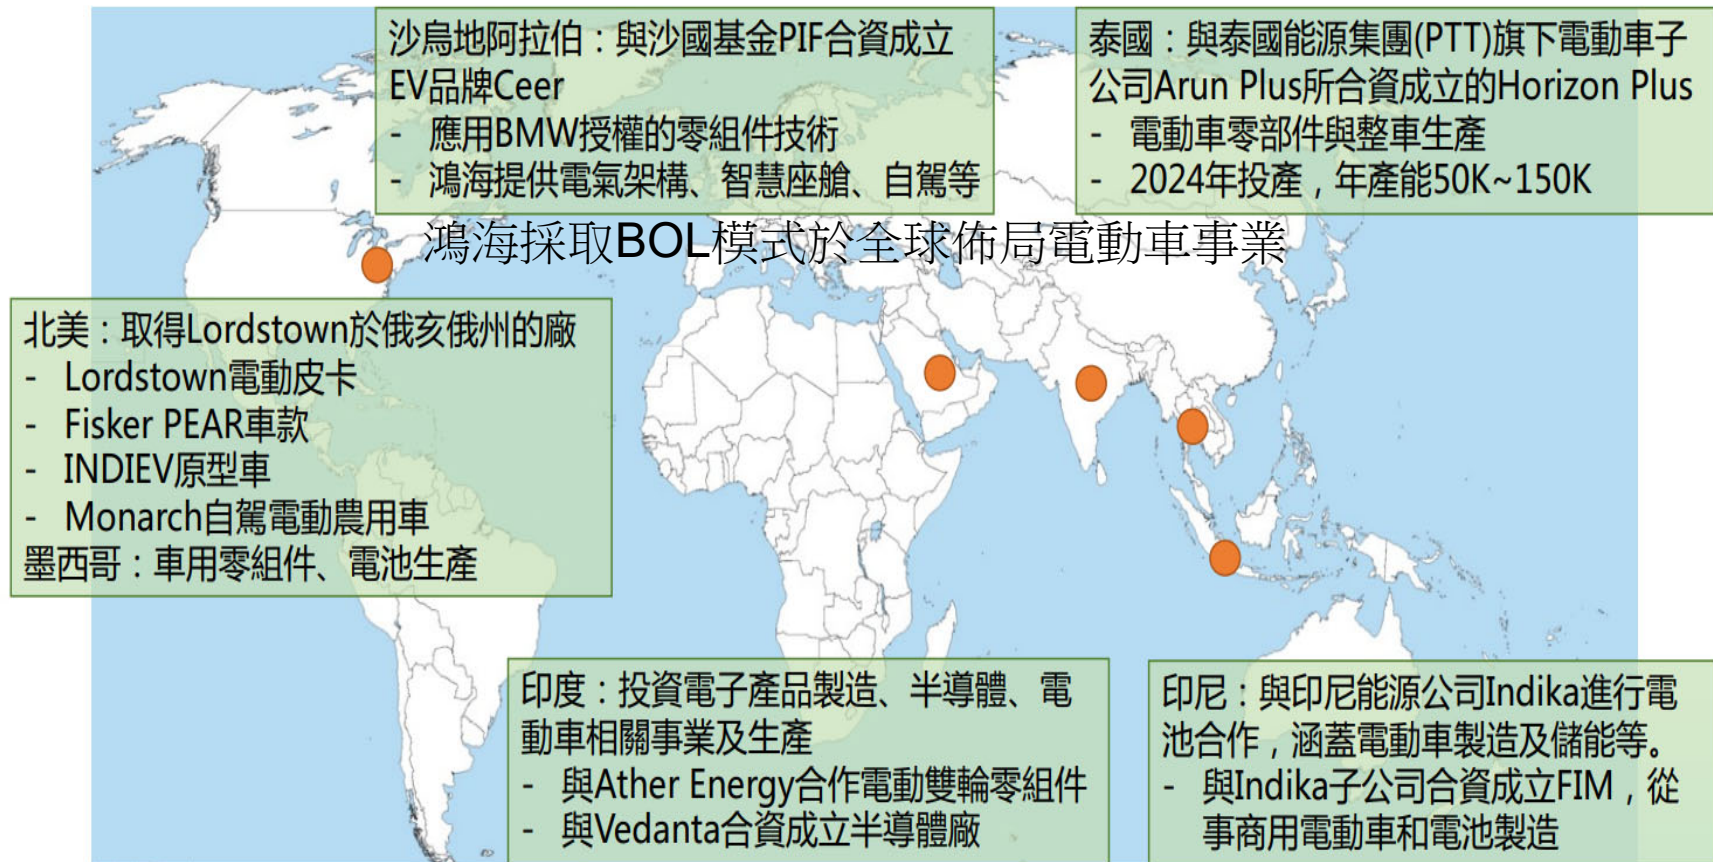 沙烏地阿拉伯：與沙國基金PIF合資成立
EV品牌Ceer
- 應用BMW授權的零組件技術
- 鴻海提供電氣架構、智慧座艙、自駕等
泰國：與泰國能源集團(PTT)旗下電動車子
公司Arun Plus所合資成立的Horizon Plus
- 電動車零部件與整車生產
- 2024年投產，年產能50K~150K
鴻海採取BOL模式於全球佈局電動車事業
北美：取得Lordstown於俄亥俄州的廠
- Lordstown電動皮卡
- Fisker PEAR車款
- INDIEV原型車
- Monarch自駕電動農用車
墨西哥：車用零組件、電池生產
印度：投資電子產品製造、半導體、電
動車相關事業及生產
- 與Ather Energy合作電動雙輪零組件
- 與Vedanta合資成立半導體廠
印尼：與印尼能源公司Indika進行電
池合作，涵蓋電動車製造及儲能等。
- 與Indika子公司合資成立FIM，從
事商用電動車和電池製造